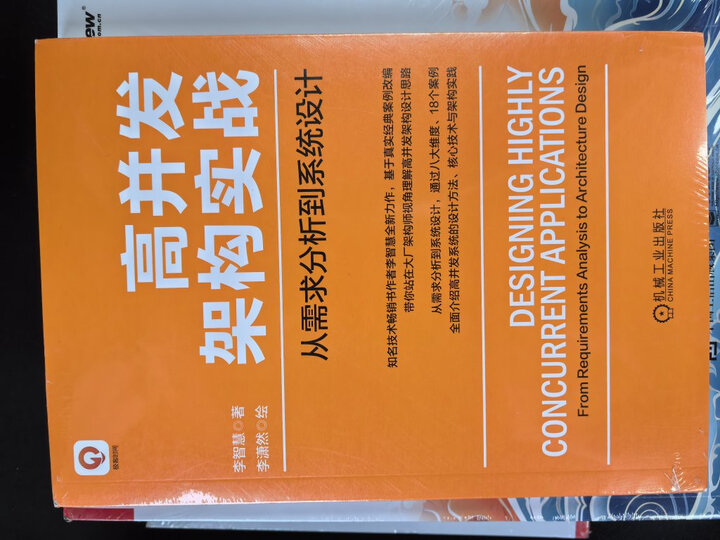 极客时间
李智慧◎著
李潇然◎绘
高并发
架构实战
从需求分析到系统设计
知名技术畅销书作者李智慧全新力作，基于真实经典案例改编
带你站在大厂架构师视角理解高并发架构设计思路
从需求分析到系统设计，通过八大维度、18个案例
全面介绍高并发系统的设计方法、核心技术与架构实践
DESIGNING HIGHLY
CONCURRENT APPLICATIONS
From Requirements Analysis to Architecture Design
机械工业出版社
CHINA MACHINE PRESS
ew
om.cn